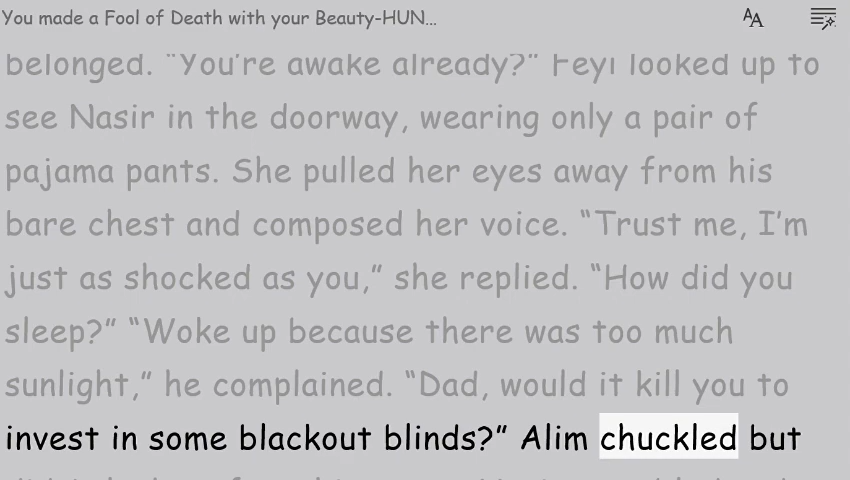 You made a Fool of Death with your Beauty-HUN...
AA
belonged. “You’re awake already?” Feyi looked up to
see Nasir in the doorway, wearing only a pair of
pajama pants. She pulled her eyes away from his
bare chest and composed her voice. “Trust me, I’m
just as shocked as you,” she replied. “How did you
sleep?” “Woke up because there was too much
sunlight,” he complained. “Dad, would it kill you to
invest in some blackout blinds?” Alim chuckled but